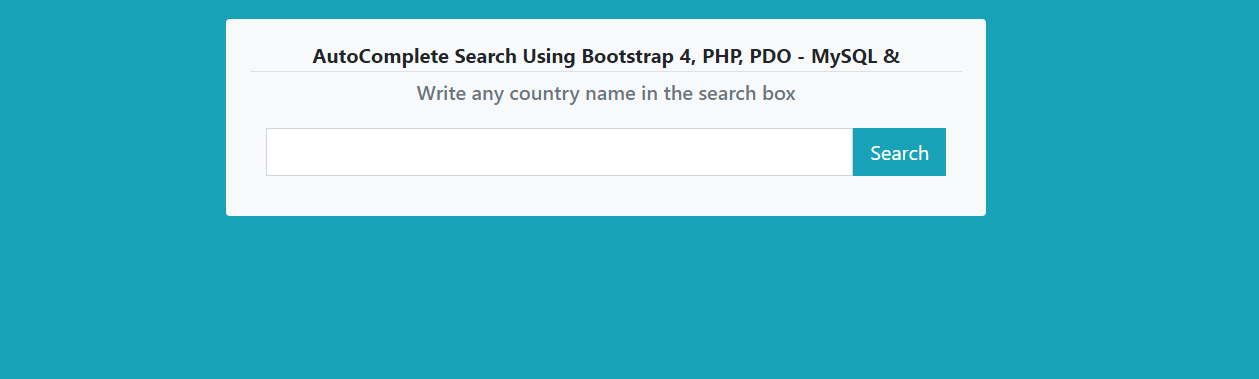 AutoComplete Search Using Bootstrap 4, PHP, PDO - MySQL &
Write any country name in the search box
Search